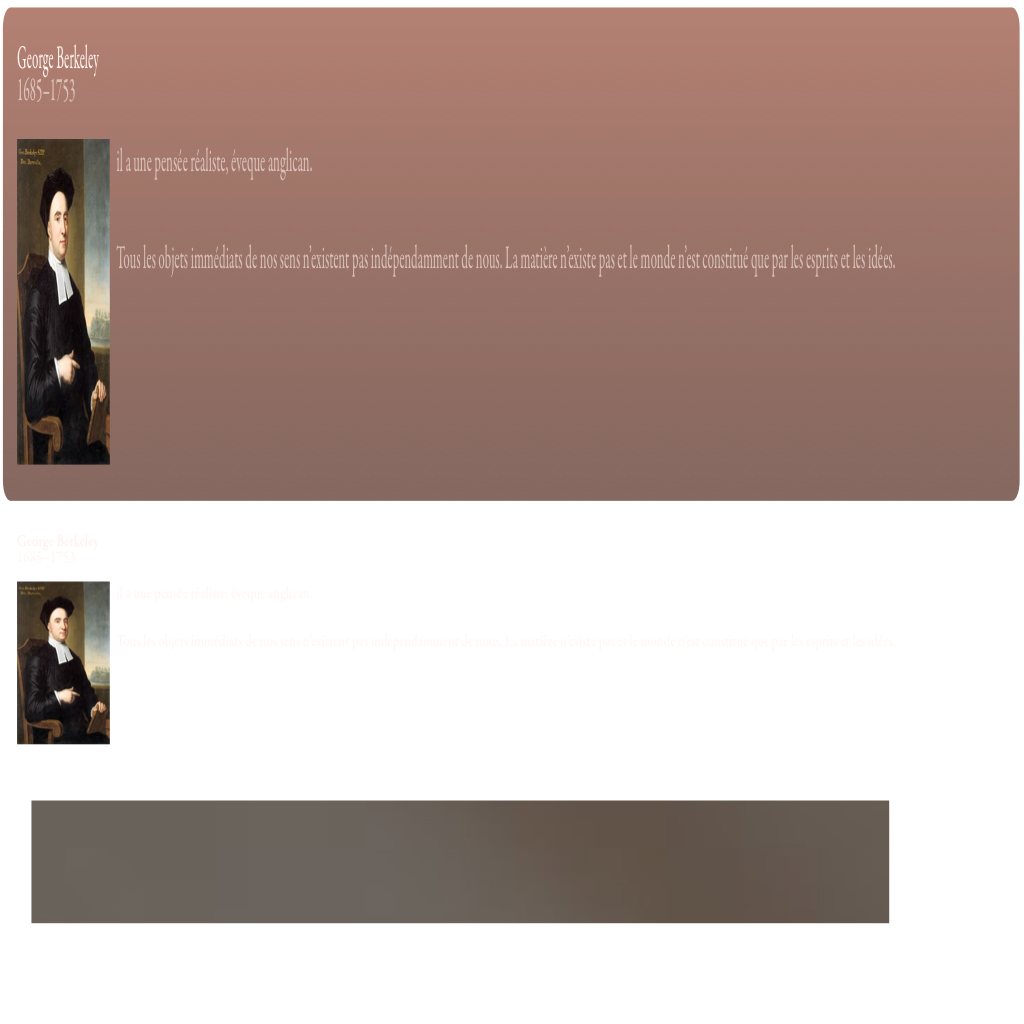 George Berkeley
1685–1753
il a une pensée réaliste, éveque anglican.
Tous les objets immédiats de nos sens n'existent pas indépendamment de nous. La matière n'existe pas et le monde n'est constitué que par les esprits et les idées.
George Berkeley
1685–1753
il a une pensée réaliste, éveque anglican.
Tous les objets immédiats de nos sens n'existent pas indépendamment de nous. La matière n'existe pas et le monde n'est constitué que par les esprits et les idées.